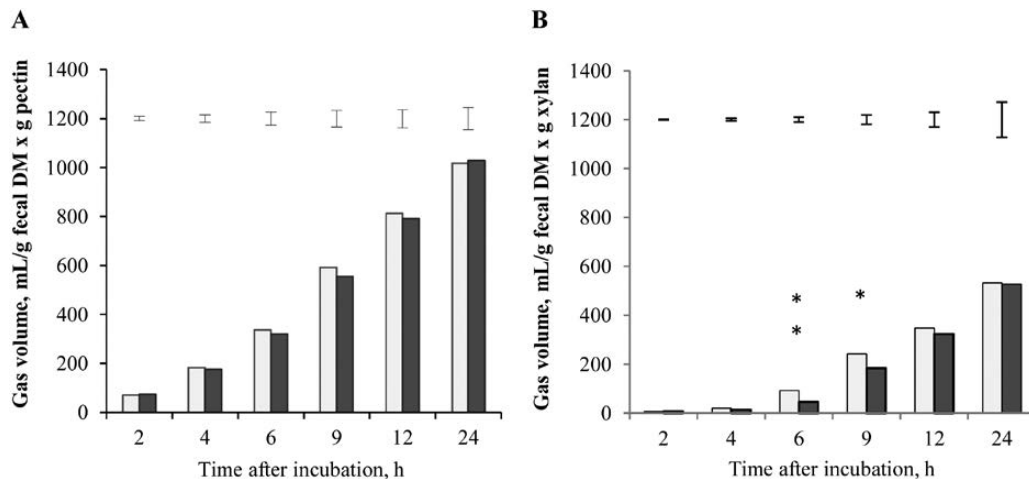 A
Gas volume, mL/g fecal DM x g pectin
1400
1200
1000
800
600
400
200
0
2 4 6 9 12 24
Time after incubation, h
B
Gas volume, mL/g fecal DM x g xylan
1400
1200
1000
800
600
400
200
0
*
*
*
2 4 6 9 12 24
Time after incubation, h